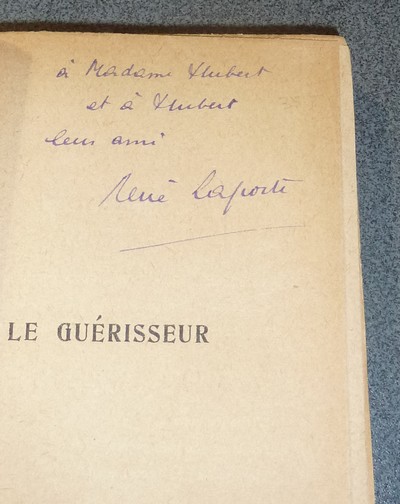 à Madame Hubert
et à Hubert
leur ami
René Laporte
LE GUÉRISSEUR